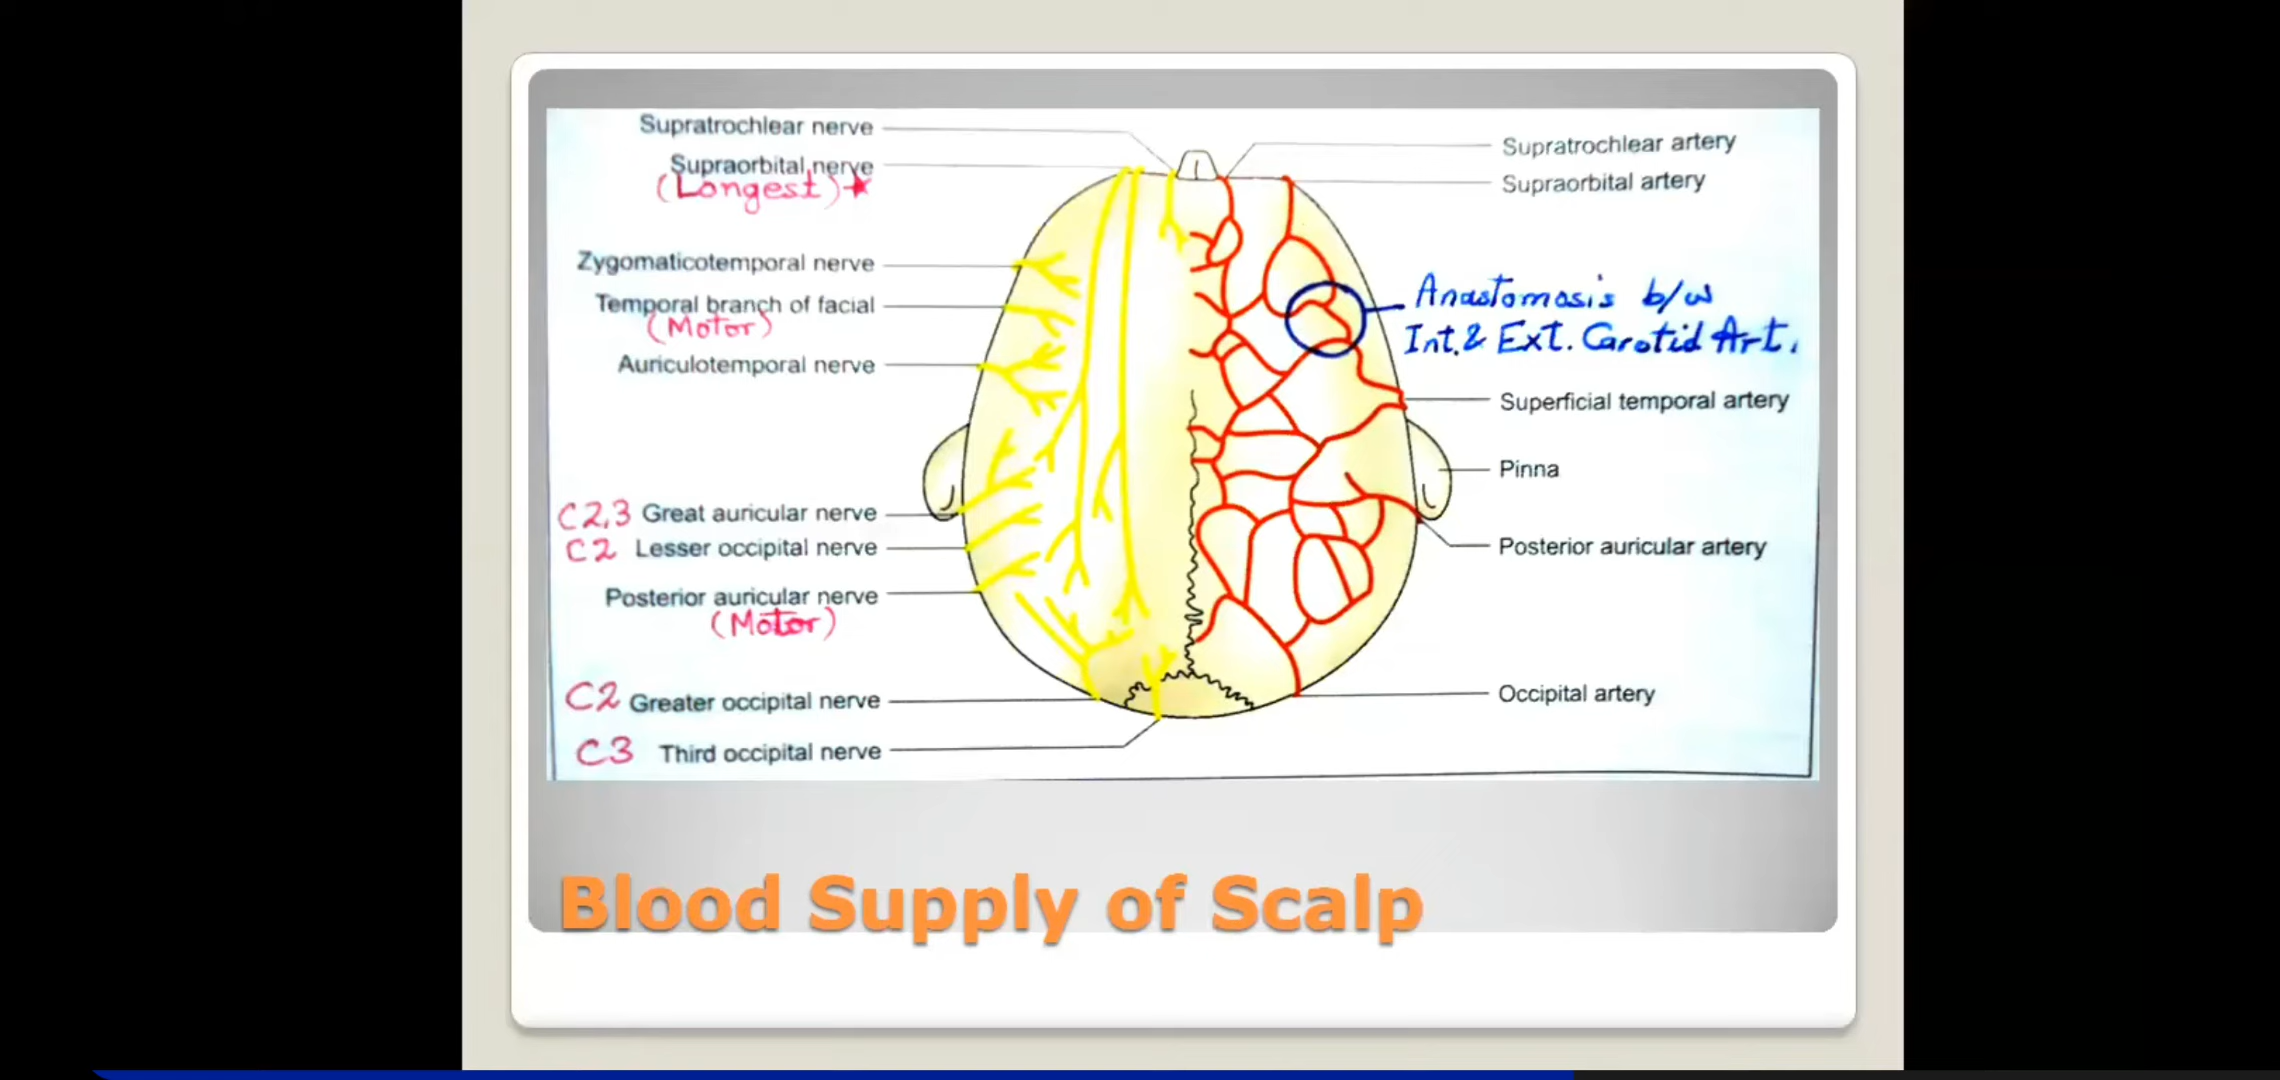 Supratrochlear nerve
Supraorbital nerve
(Longest)★
Zygomaticotemporal nerve
Temporal branch of facial
(Motor)
Auriculotemporal nerve
C2,3 Great auricular nerve
C2 Lesser occipital nerve
Posterior auricular nerve
(Motor)
C2 Greater occipital nerve
C3 Third occipital nerve
Supratrochlear artery
Supraorbital artery
Anastomosis b/w
Int. & Ext. Carotid Art.
Superficial temporal artery
Pinna
Posterior auricular artery
Occipital artery
Blood Supply of Scalp